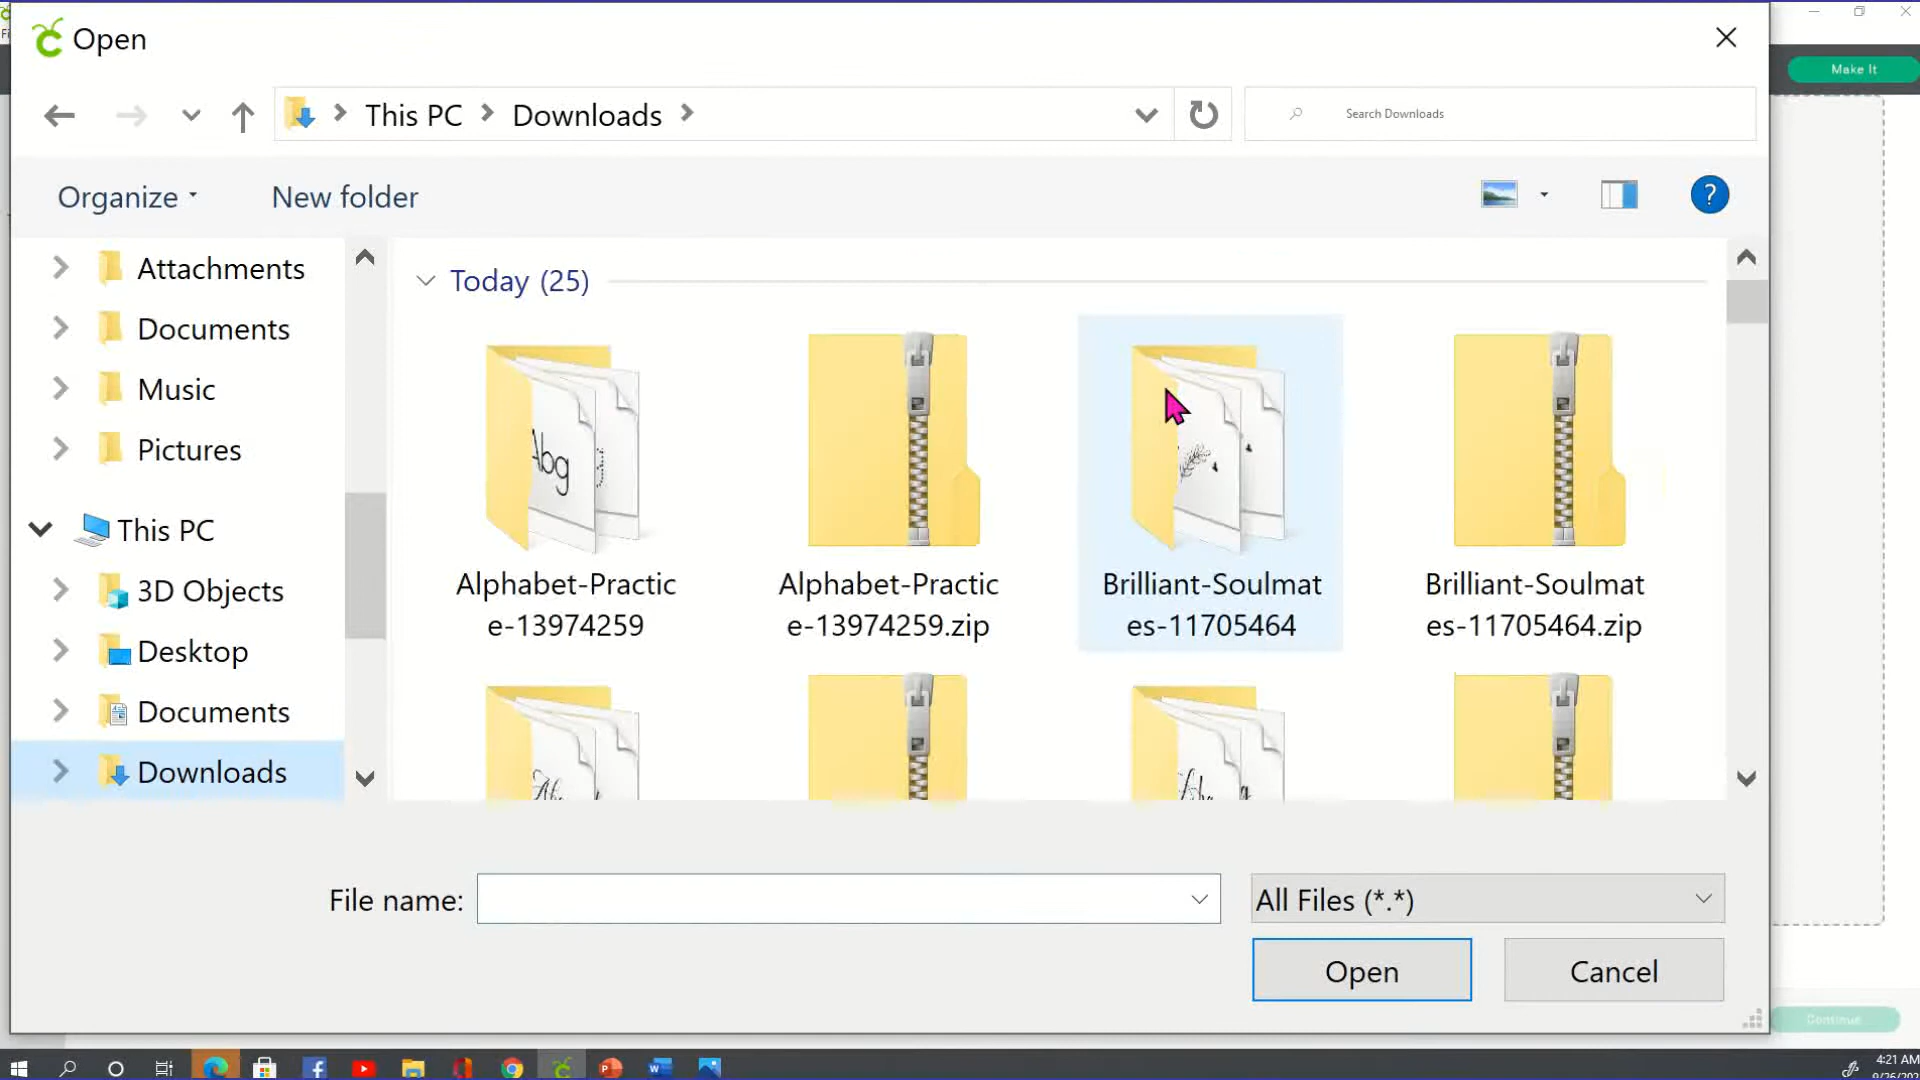 Open
Make It
This PC
Downloads
Search Downloads
Organize
New folder
?
Attachments
Documents
Music
Pictures
This PC
3D Objects
Desktop
Documents
Downloads
Today (25)
Abg
Alphabet-Practic
e-13974259
Alphabet-Practic
e-13974259.zip
Brilliant-Soulmat
es-11705464
Brilliant-Soulmat
es-11705464.zip
File name:
All Files (*.*)
Open
Cancel
Continue
4:21 AM